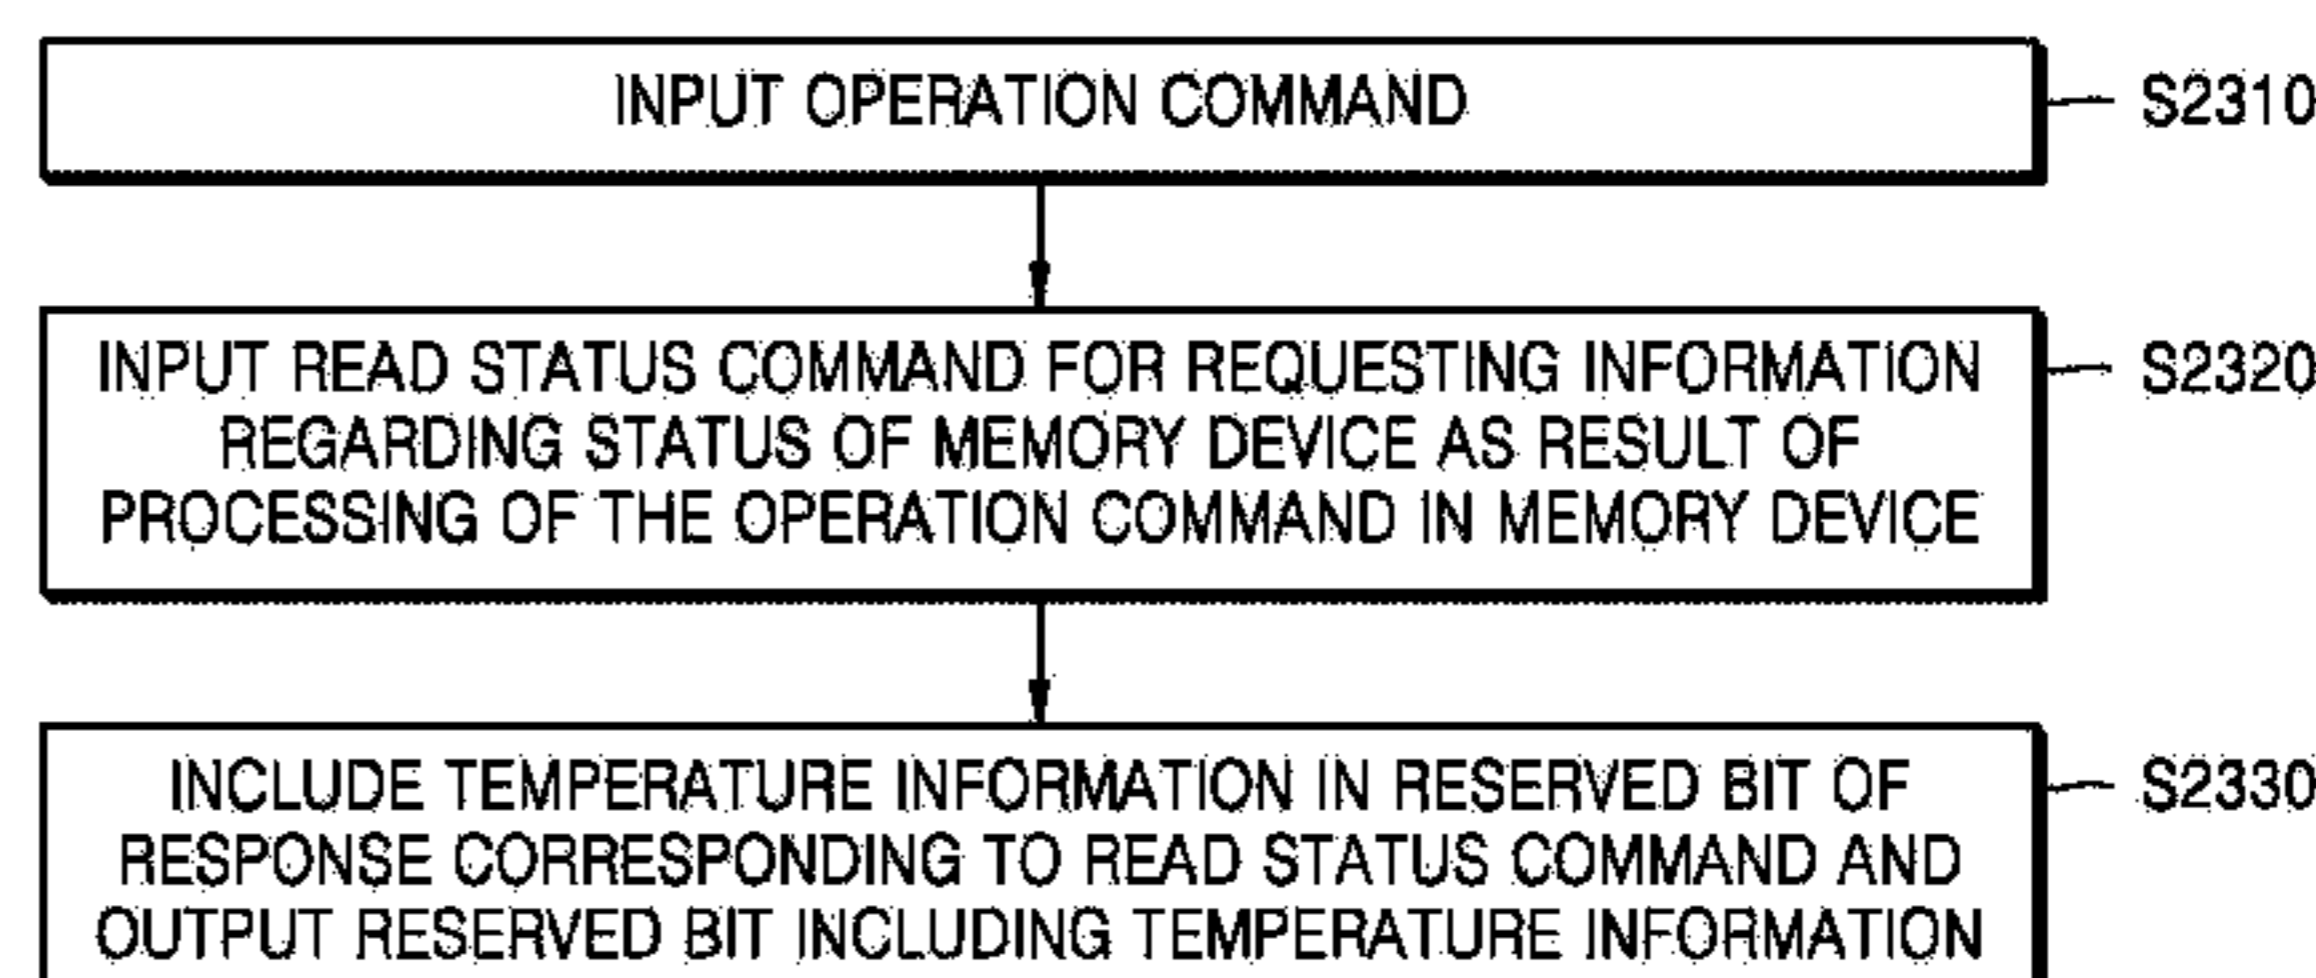 INPUT OPERATION COMMAND
S2310
INPUT READ STATUS COMMAND FOR REQUESTING INFORMATION
S2320
REGARDING STATUS OF MEMORY DEVICE AS RESULT OF
PROCESSING OF THE OPERATION COMMAND IN MEMORY DEVICE
INCLUDE TEMPERATURE INFORMATION IN RESERVED BIT OF
S2330
RESPONSE CORRESPONDING TO READ STATUS COMMAND AND
OUTPUT RESERVED BIT INCLUDING TEMPERATURE INFORMATION